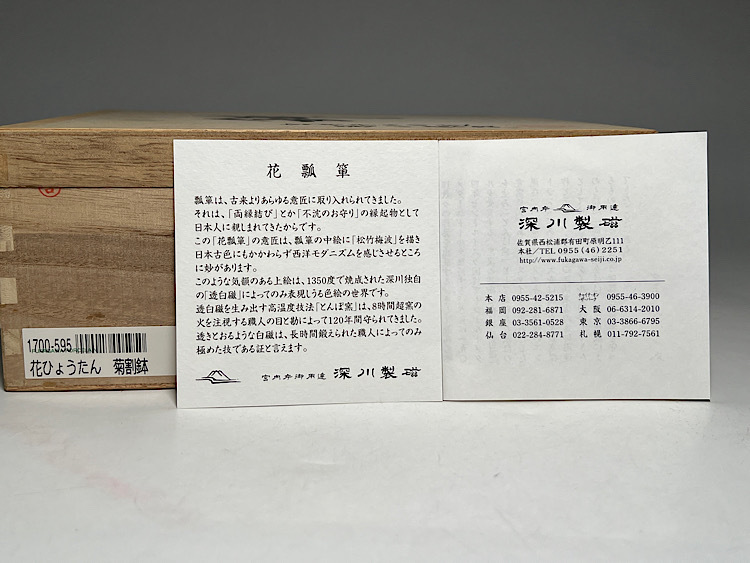 花瓢箪
瓢箪は、古来よりあらゆる意匠に取り入れられてきました。
それは、「両縁結び」とか「不沈のお守り」の縁起物として
日本人に親しまれてきたからです。
この「花瓢箪」の意匠は、瓢箪の中絵に「松竹梅波」を描き
日本古色にもかかわらず西洋モダニズムを感じさせるところ
に妙があります。
このような気韻のある上絵は、1350度で焼成された深川独自
の「透白磁」によってのみ表現しうる色絵の世界です。
透白磁を生み出す高温度技法「とんぼ窯」は、8時間超窯の
火を注視する職人の目と勘によって120年間守られてきました。
透きとおるような白磁は、長時間鍛えられた職人によってのみ
極めた技である証と言えます。
宮内庁御用達 深川製磁
宮内庁 御用達
深川製磁
佐賀県西松浦郡有田町原明乙111
本社／TEL 0955(46)2251
http://www.fukagawa-seiji.co.jp
本店 0955-42-5215
0955-46-3900
福岡 092-281-6871
大阪 06-6314-2010
銀座 03-3561-0528
東京 03-3866-6795
仙台 022-284-8771
札幌 011-792-7561
1700-595
花ひょうたん 菊割鉢